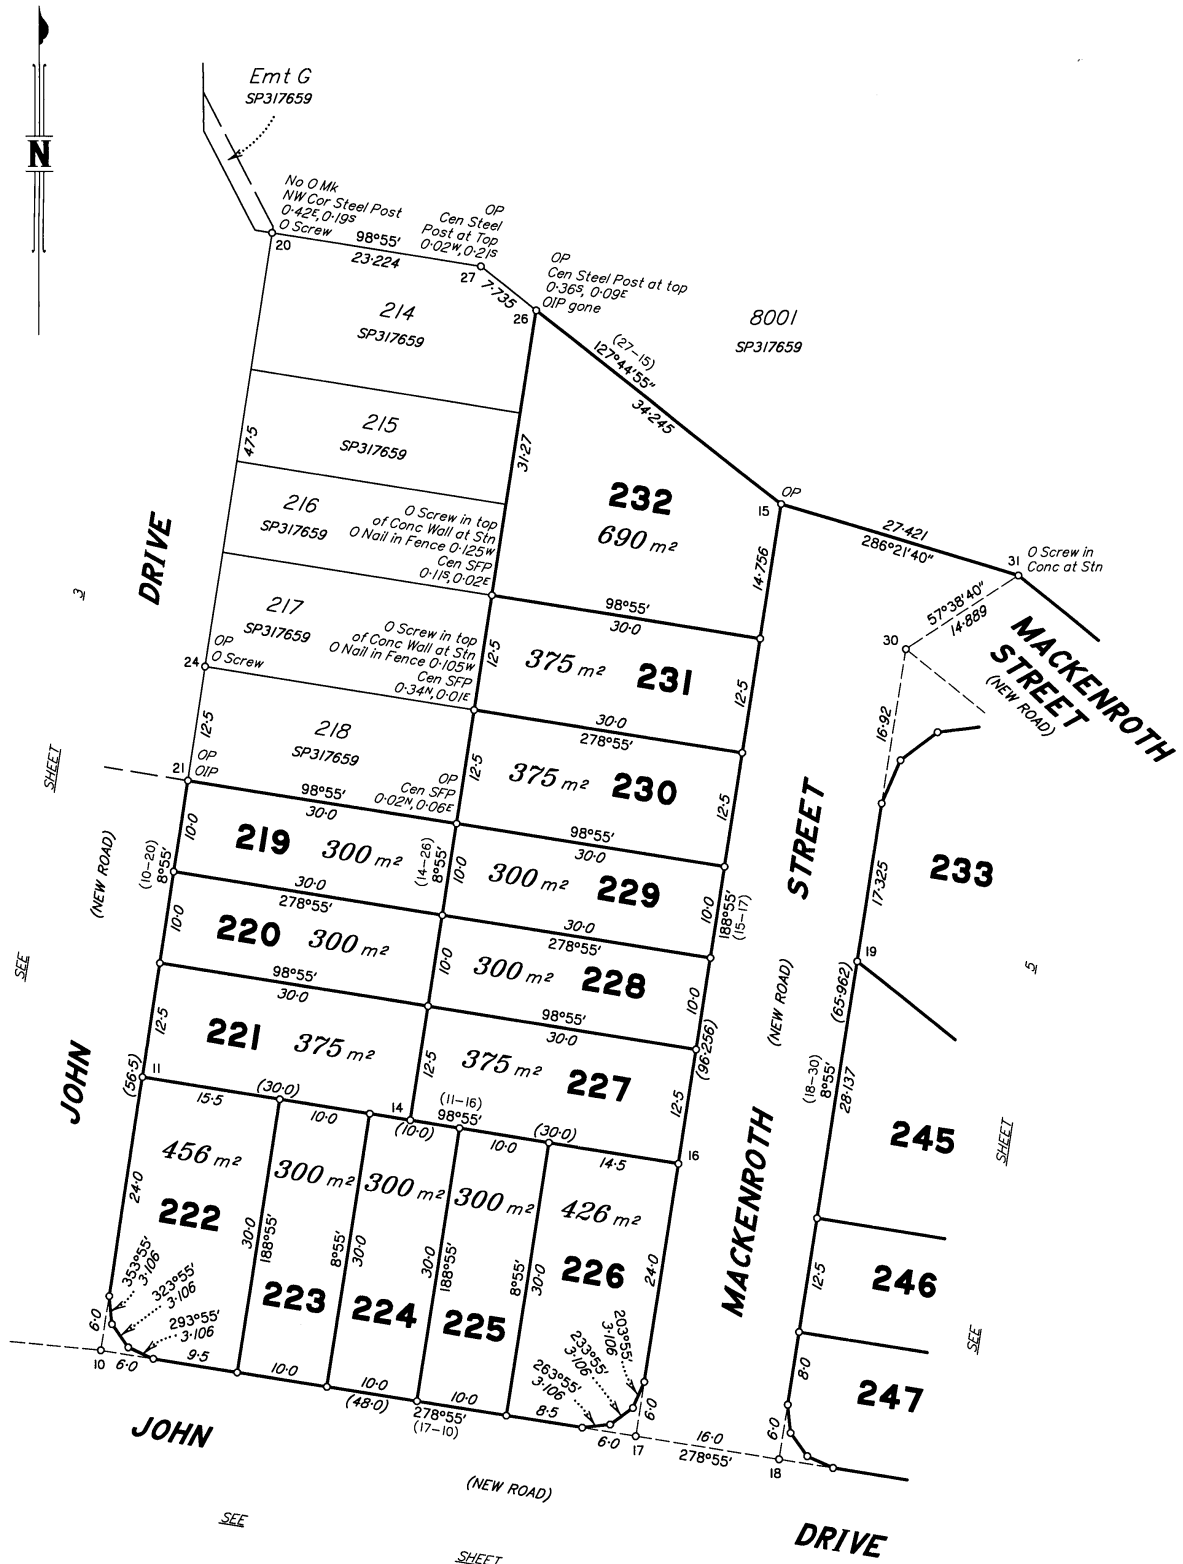 N
Emt G
SP317659
No O Mk
NW Cor Steel Post
0·42E, 0·19S
O Screw
20
98°55'
23·224
OP
Cen Steel
Post at Top
0·02W, 0·21S
27
7·735
OP
Cen Steel Post at top
0·36S, 0·09E
OIP gone
26
214
SP317659
8001
SP317659
(27-15)
127°44'55"
34·245
215
SP317659
47·5
31·27
216
SP317659
O Screw in top
of Conc Wall at Stn
O Nail in Fence 0·125W
Cen SFP
0·11S, 0·02E
232
690 m²
OP
15
27·421
286°21'40"
31
O Screw in
Conc at Stn
14·756
57°38'40"
14·889
30
MACKENROTH
STREET
(NEW ROAD)
DRIVE
3
217
SP317659
O Screw in top
of Conc Wall at Stn
O Nail in Fence 0·105W
Cen SFP
0·34N, 0·01E
98°55'
30·0
12·5
375 m²
231
12·5
16·92
OP
24
O Screw
12·5
218
SP317659
30·0
278°55'
12·5
375 m²
230
12·5
SHEET
OP
21
OIP
OP
Cen SFP
0·02N, 0·06E
98°55'
30·0
STREET
10·0
219
300 m²
98°55'
30·0
(10-20)
8°55'
(14-26)
8°55'
10·0
300 m²
229
10·0
188°55'
(15-17)
17·325
233
(NEW ROAD)
30·0
278°55'
10·0
220
300 m²
30·0
278°55'
10·0
300 m²
228
10·0
(NEW ROAD)
19
5
SEE
98°55'
30·0
98°55'
30·0
(96·256)
(65·962)
12·5
221
375 m²
12·5
375 m²
227
12·5
(18-30)
8°55'
28·137
JOHN
(56·5)
11
(30·0)
15·5
10·0
14
(10·0)
(11-16)
98°55'
10·0
(30·0)
14·5
16
245
SHEET
456 m²
222
24·0
300 m²
30·0
188°55'
223
300 m²
8°55'
30·0
224
300 m²
30·0
188°55'
225
426 m²
8°55'
30·0
226
24·0
MACKENROTH
12·5
246
SEE
353°55'
3·106
323°55'
3·106
293°55'
3·106
203°55'
3·106
233°55'
3·106
263°55'
3·106
6·0
10
6·0
9·5
10·0
10·0
(48·0)
10·0
278°55'
(17-10)
8·5
6·0
6·0
17
16·0
278°55'
18
6·0
8·0
247
JOHN
(NEW ROAD)
DRIVE
SEE
SHEET